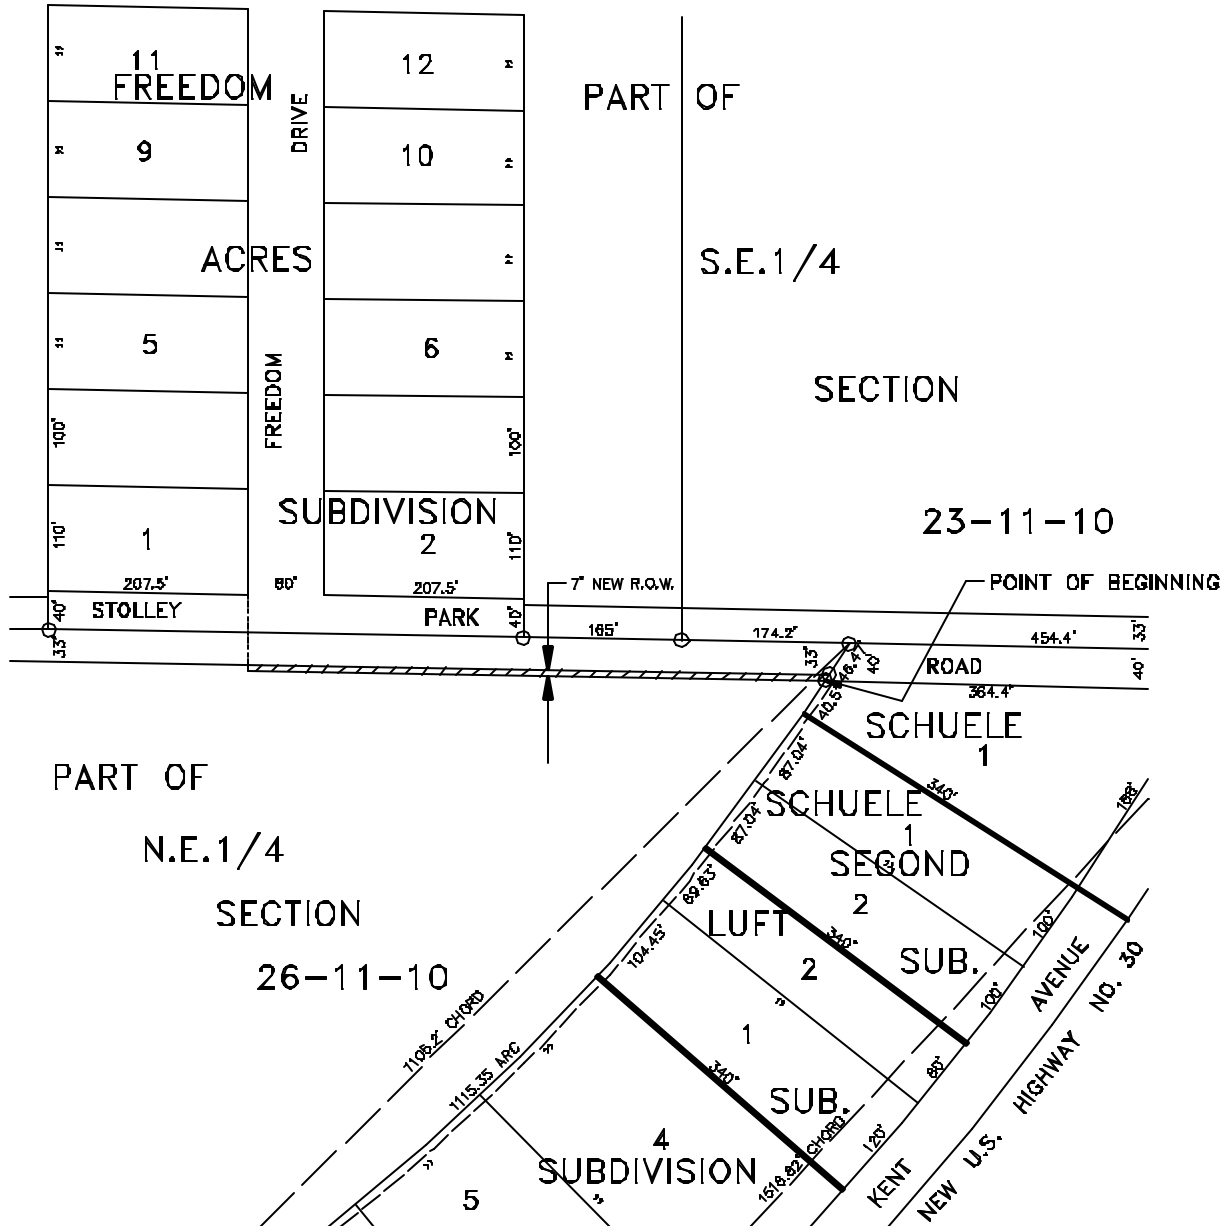 11
FREEDOM
12
PART OF
DRIVE
9
10
ACRES
S.E.1/4
5
6
FREEDOM
SECTION
100'
100'
SUBDIVISION
23-11-10
110'
1
2
110'
207.5'
80'
207.5'
7' NEW R.O.W.
POINT OF BEGINNING
40'
STOLLEY
PARK
40'
165'
174.2'
454.4'
33'
33'
33'
46.4'
40'
ROAD
40'
364.4'
40.5'
SCHUELE
1
87.04'
PART OF
340'
188'
SCHUELE
87.04'
1
N.E.1/4
SECOND
"
69.63'
2
SECTION
LUFT
100'
340'
104.45'
2
SUB.
26-11-10
AVENUE
100'
"
1105.2' CHORD
1
1115.35 ARC
"
340'
80'
NEW U.S. HIGHWAY NO. 30
SUB.
4
120'
1518.82' CHORD
SUBDIVISION
"
KENT
5
"